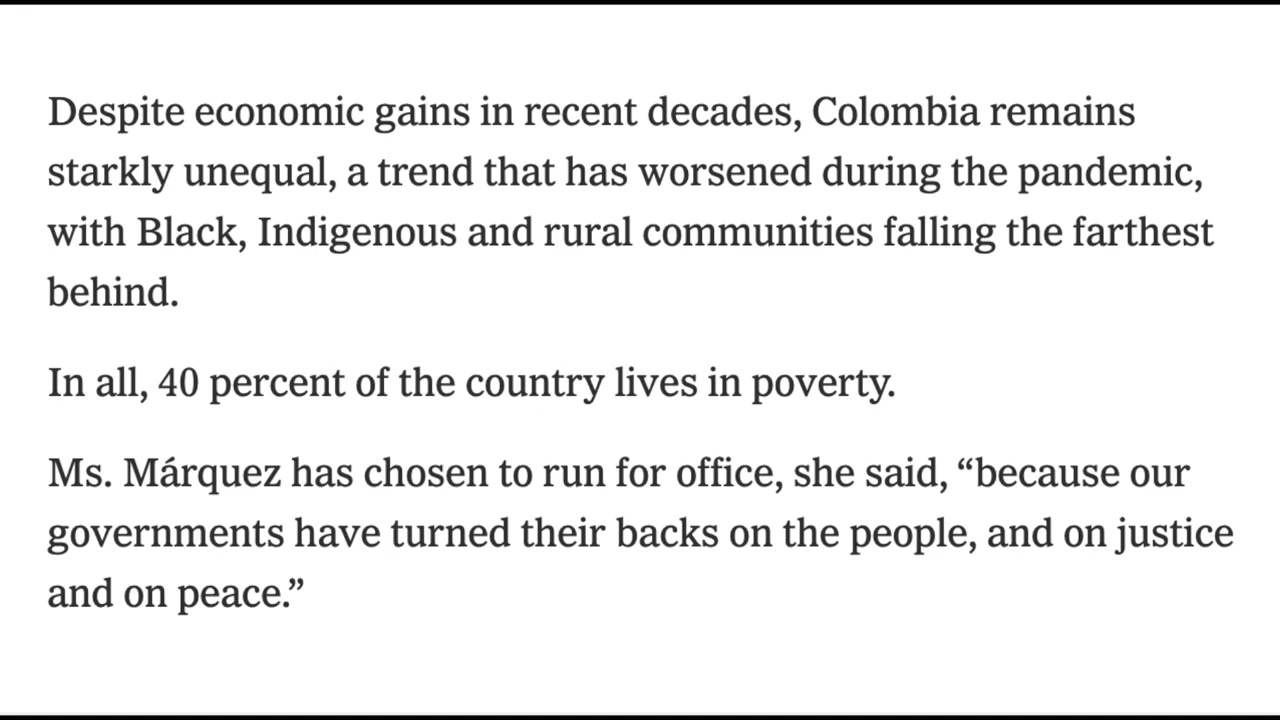 Despite economic gains in recent decades, Colombia remains
starkly unequal, a trend that has worsened during the pandemic,
with Black, Indigenous and rural communities falling the farthest
behind.
In all, 40 percent of the country lives in poverty.
Ms. Márquez has chosen to run for office, she said, “because our
governments have turned their backs on the people, and on justice
and on peace.”